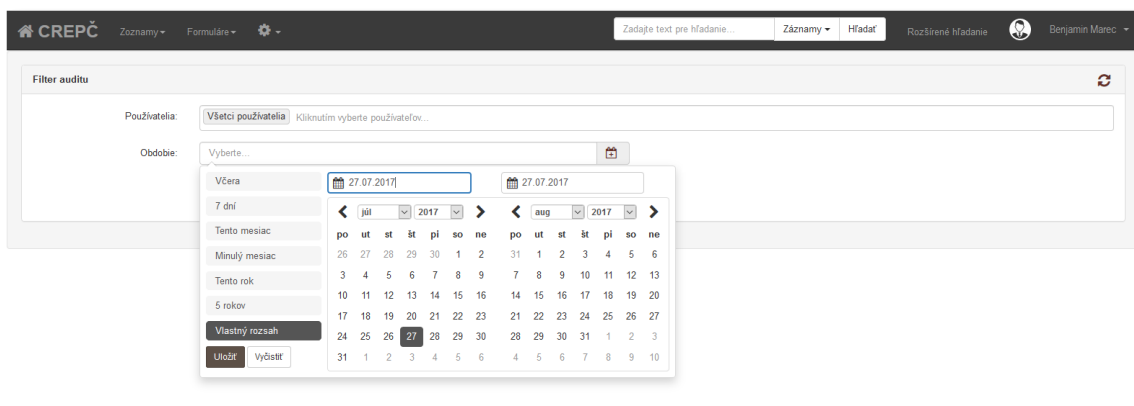 CREPČ Zoznamy Formuláre Zadajte text pre hľadanie... Záznamy Hľadať Rozšírené hľadanie Benjamin Marec
Filter auditu
Používatelia: Všetci používatelia Kliknutím vyberte používateľov...
Obdobie: Vyberte...
Včera
7 dní
Tento mesiac
Minulý mesiac
Tento rok
5 rokov
Vlastný rozsah
Uložiť Vyčistiť
27.07.2017
júl 2017
po ut st št pi so ne
26 27 28 29 30 1 2
3 4 5 6 7 8 9
10 11 12 13 14 15 16
17 18 19 20 21 22 23
24 25 26 27 28 29 30
31 1 2 3 4 5 6
27.07.2017
aug 2017
po ut st št pi so ne
31 1 2 3 4 5 6
7 8 9 10 11 12 13
14 15 16 17 18 19 20
21 22 23 24 25 26 27
28 29 30 31 1 2 3
4 5 6 7 8 9 10